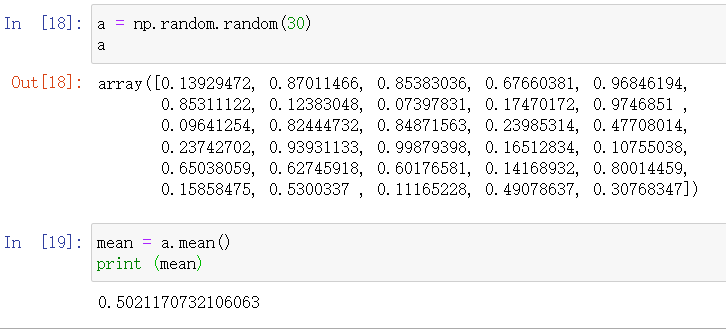 In [18]: a = np.random.random(30)
a
Out[18]: array([0.13929472, 0.87011466, 0.85383036, 0.67660381, 0.96846194,
0.85311122, 0.12383048, 0.07397831, 0.17470172, 0.9746851 ,
0.09641254, 0.82444732, 0.84871563, 0.23985314, 0.47708014,
0.23742702, 0.93931133, 0.99879398, 0.16512834, 0.10755038,
0.65038059, 0.62745918, 0.60176581, 0.14168932, 0.80014459,
0.15858475, 0.5300337 , 0.11165228, 0.49078637, 0.30768347])
In [19]: mean = a.mean()
print (mean)
0.5021170732106063